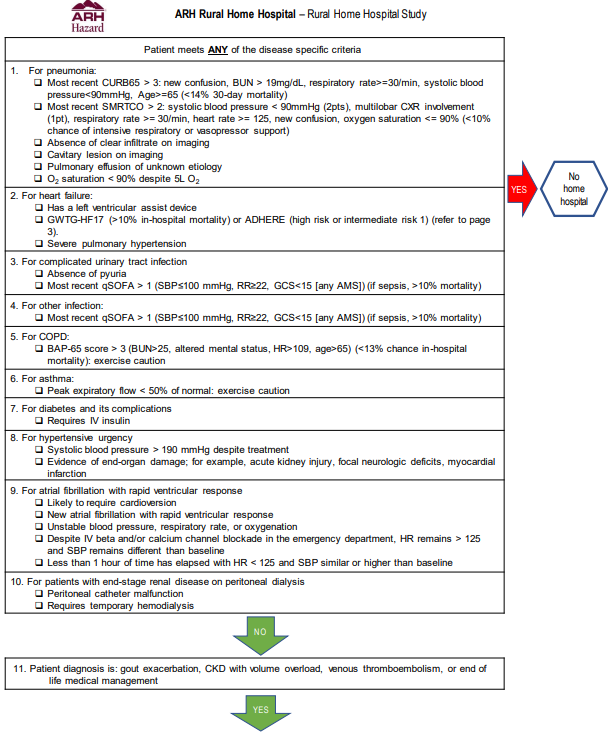 ARH
Hazard
ARH Rural Home Hospital – Rural Home Hospital Study
Patient meets ANY of the disease specific criteria
1. For pneumonia:
❑ Most recent CURB65 > 3: new confusion, BUN > 19mg/dL, respiratory rate>=30/min, systolic blood
pressure<90mmHg, Age>=65 (<14% 30-day mortality)
❑ Most recent SMRTCO > 2: systolic blood pressure < 90mmHg (2pts), multilobar CXR involvement
(1pt), respiratory rate >= 30/min, heart rate >= 125, new confusion, oxygen saturation <= 90% (<10%
chance of intensive respiratory or vasopressor support)
❑ Absence of clear infiltrate on imaging
❑ Cavitary lesion on imaging
❑ Pulmonary effusion of unknown etiology
❑ O2 saturation < 90% despite 5L O2
YES
No
home
hospital
2. For heart failure:
❑ Has a left ventricular assist device
❑ GWTG-HF17 (>10% in-hospital mortality) or ADHERE (high risk or intermediate risk 1) (refer to page
3).
❑ Severe pulmonary hypertension
3. For complicated urinary tract infection
❑ Absence of pyuria
❑ Most recent qSOFA > 1 (SBP≤100 mmHg, RR≥22, GCS<15 [any AMS]) (if sepsis, >10% mortality)
4. For other infection:
❑ Most recent qSOFA > 1 (SBP≤100 mmHg, RR≥22, GCS<15 [any AMS]) (if sepsis, >10% mortality)
5. For COPD:
❑ BAP-65 score > 3 (BUN>25, altered mental status, HR>109, age>65) (<13% chance in-hospital
mortality): exercise caution
6. For asthma:
❑ Peak expiratory flow < 50% of normal: exercise caution
7. For diabetes and its complications
❑ Requires IV insulin
8. For hypertensive urgency
❑ Systolic blood pressure > 190 mmHg despite treatment
❑ Evidence of end-organ damage; for example, acute kidney injury, focal neurologic deficits, myocardial
infarction
9. For atrial fibrillation with rapid ventricular response
❑ Likely to require cardioversion
❑ New atrial fibrillation with rapid ventricular response
❑ Unstable blood pressure, respiratory rate, or oxygenation
❑ Despite IV beta and/or calcium channel blockade in the emergency department, HR remains > 125
and SBP remains different than baseline
❑ Less than 1 hour of time has elapsed with HR < 125 and SBP similar or higher than baseline
10. For patients with end-stage renal disease on peritoneal dialysis
❑ Peritoneal catheter malfunction
❑ Requires temporary hemodialysis
NO
11. Patient diagnosis is: gout exacerbation, CKD with volume overload, venous thromboembolism, or end of
life medical management
YES